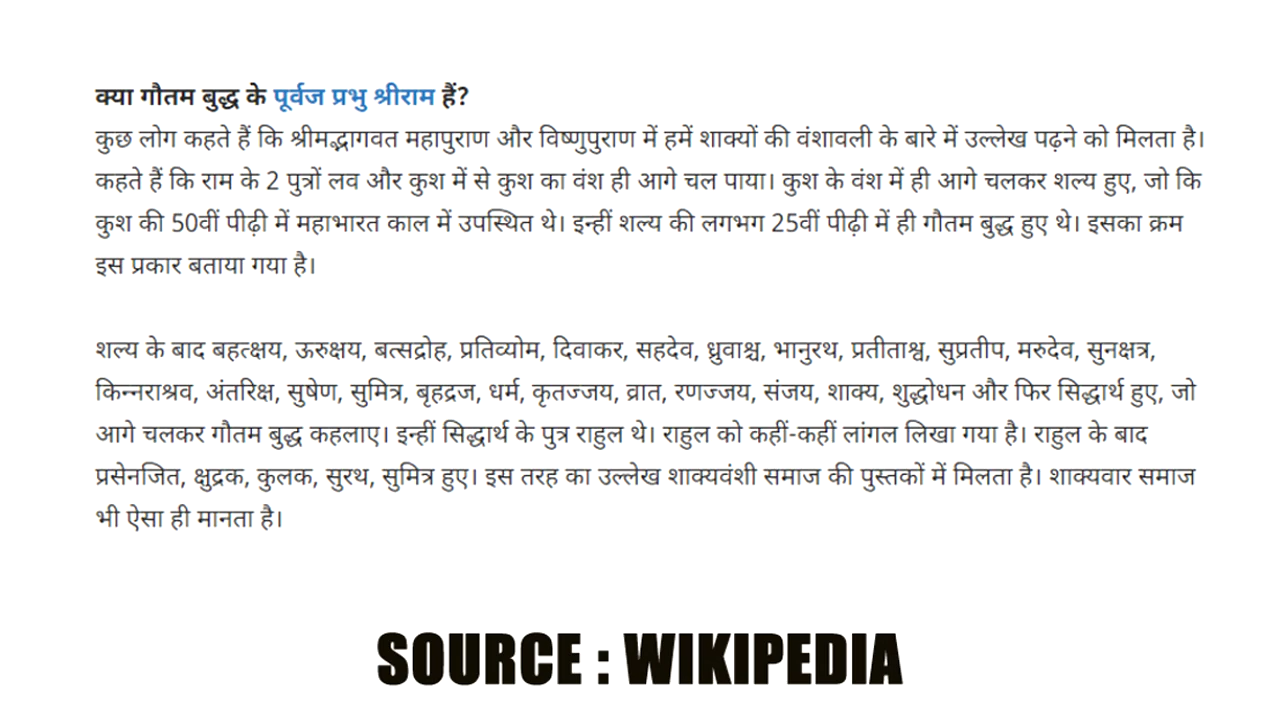 क्या गौतम बुद्ध के पूर्वज प्रभु श्रीराम हैं?
कुछ लोग कहते हैं कि श्रीमद्भागवत महापुराण और विष्णुपुराण में हमें शाक्यों की वंशावली के बारे में उल्लेख पढ़ने को मिलता है।
कहते हैं कि राम के 2 पुत्रों लव और कुश में से कुश का वंश ही आगे चल पाया। कुश के वंश में ही आगे चलकर शल्य हुए, जो कि
कुश की 50वीं पीढ़ी में महाभारत काल में उपस्थित थे। इन्हीं शल्य की लगभग 25वीं पीढ़ी में ही गौतम बुद्ध हुए थे। इसका क्रम
इस प्रकार बताया गया है।
शल्य के बाद बहत्क्षय, ऊरुक्षय, बत्सद्रोह, प्रतिव्योम, दिवाकर, सहदेव, ध्रुवाश्च, भानुरथ, प्रतीताश्व, सुप्रतीप, मरुदेव, सुनक्षत्र,
किन्नराश्रव, अंतरिक्ष, सुषेण, सुमित्र, बृहद्रज, धर्म, कृतज्जय, व्रात, रणज्जय, संजय, शाक्य, शुद्धोधन और फिर सिद्धार्थ हुए, जो
आगे चलकर गौतम बुद्ध कहलाए। इन्हीं सिद्धार्थ के पुत्र राहुल थे। राहुल को कहीं-कहीं लांगल लिखा गया है। राहुल के बाद
प्रसेनजित, क्षुद्रक, कुलक, सुरथ, सुमित्र हुए। इस तरह का उल्लेख शाक्यवंशी समाज की पुस्तकों में मिलता है। शाक्यवार समाज
भी ऐसा ही मानता है।
SOURCE : WIKIPEDIA